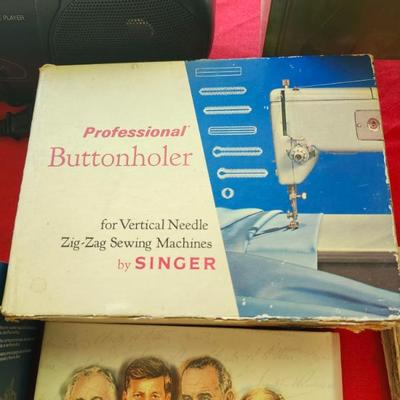 PLAYER
Professional
Buttonholer
for Vertical Needle
Zig-Zag Sewing Machines
by SINGER